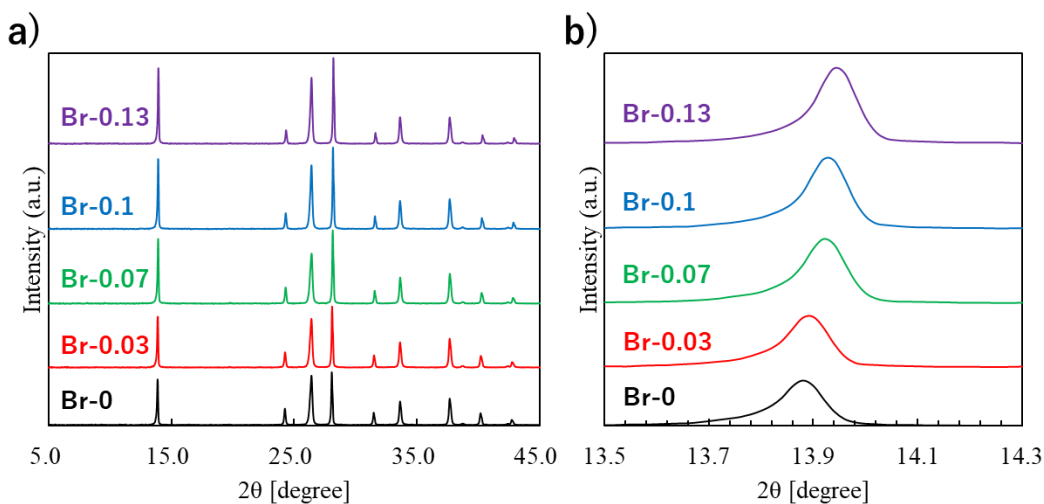 a)
Intensity (a.u.)
Br-0.13
Br-0.1
Br-0.07
Br-0.03
Br-0
5.0 15.0 25.0 35.0 45.0
2θ [degree]
b)
Intensity (a.u.)
Br-0.13
Br-0.1
Br-0.07
Br-0.03
Br-0
13.5 13.7 13.9 14.1 14.3
2θ [degree]